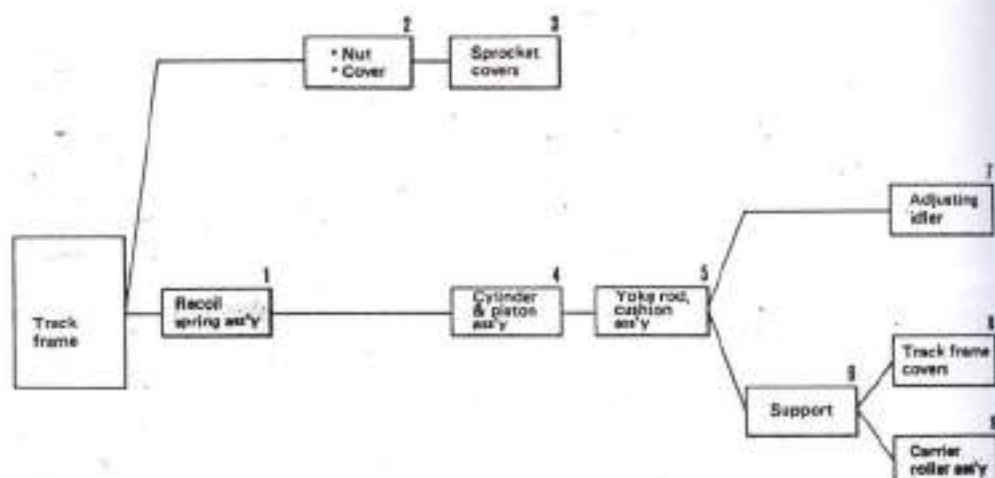 2
3
• Nut
• Cover
Sprocket
covers
7
Adjusting
idler
1
4
5
Track
frame
Recoil
spring ass'y
Cylinder
& piston
ass'y
Yoke rod,
cushion
ass'y
Track frame
covers
Support
Carrier
roller ass'y